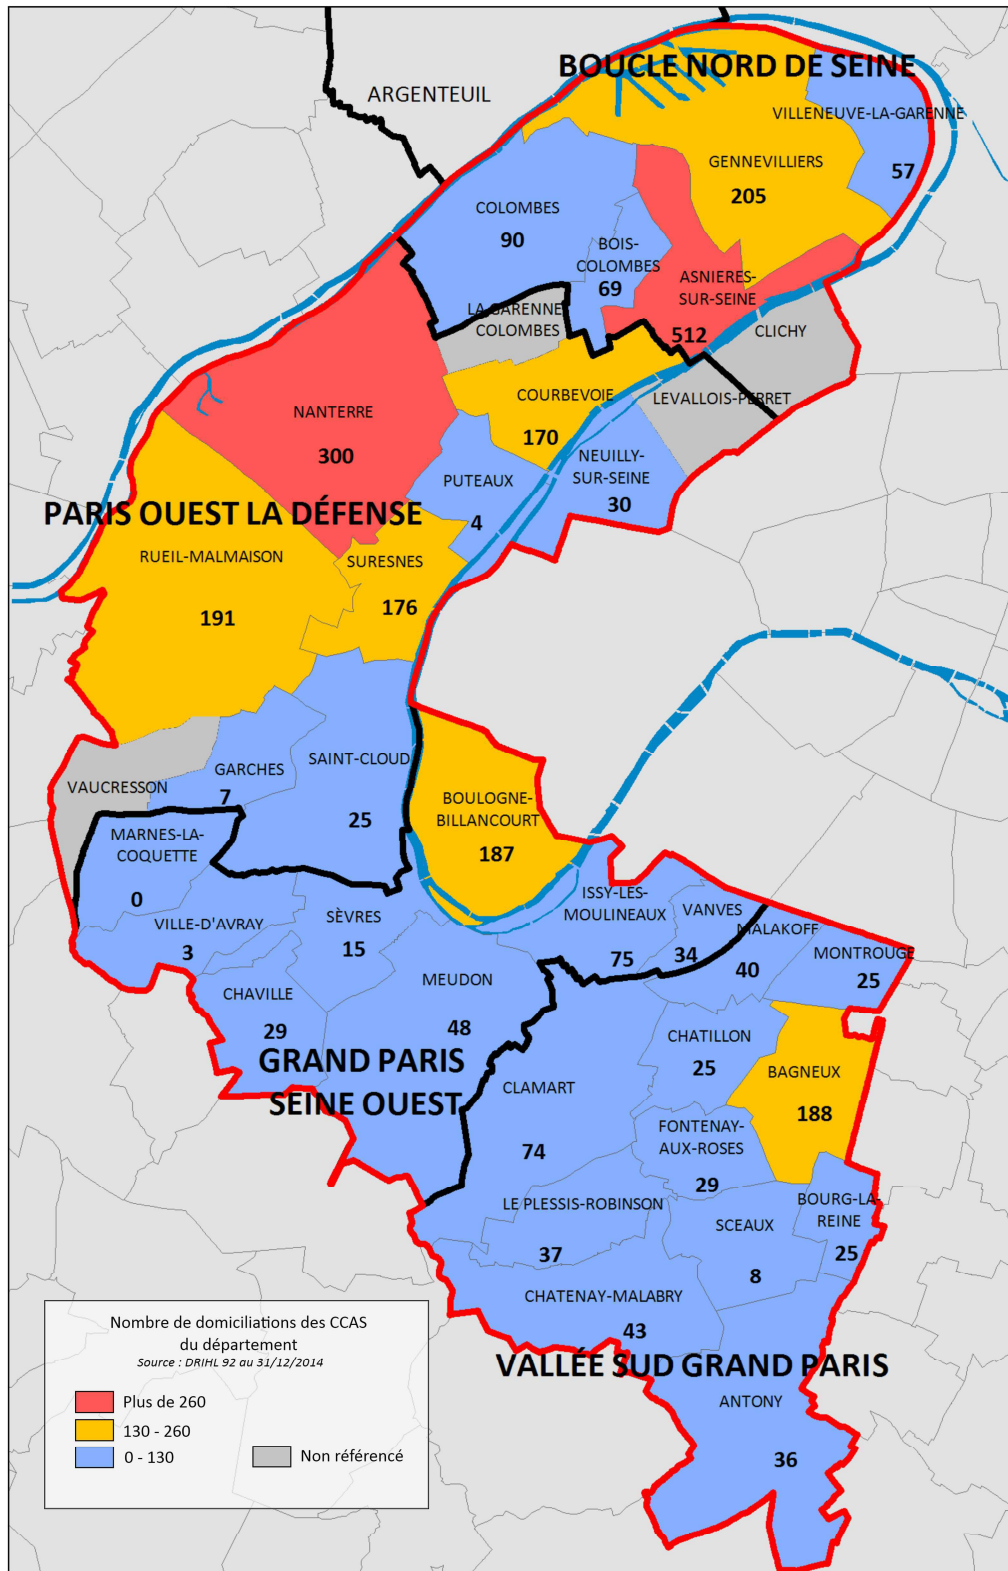 BOUCLE NORD DE SEINE
ARGENTEUIL
VILLENEUVE-LA-GARENNE
57
GENNEVILLIERS
205
COLOMBES
90
BOIS-
COLOMBES
69
ASNIERES-
SUR-SEINE
512
LA GARENNE
COLOMBES
CLICHY
LEVALLOIS-PERRET
COURBEVOIE
170
NANTERRE
300
PUTEAUX
4
NEUILLY-
SUR-SEINE
30
PARIS OUEST LA DÉFENSE
RUEIL-MALMAISON
191
SURESNES
176
VAUCRESSON
GARCHES
7
SAINT-CLOUD
25
BOULOGNE-
BILLANCOURT
187
MARNES-LA-
COQUETTE
0
VILLE-D'AVRAY
3
SÈVRES
15
ISSY-LES-
MOULINEAUX
75
VANVES
34
MALAKOFF
40
MONTROUGE
25
CHAVILLE
29
MEUDON
48
GRAND PARIS
SEINE OUEST
CHATILLON
25
BAGNEUX
188
CLAMART
74
FONTENAY-
AUX-ROSES
29
LE PLESSIS-ROBINSON
37
SCEAUX
8
BOURG-LA-
REINE
25
CHATENAY-MALABRY
43
VALLÉE SUD GRAND PARIS
ANTONY
36
Nombre de domiciliations des CCAS
du département
Source : DRIHL 92 au 31/12/2014
Plus de 260
130 - 260
0 - 130
Non référencé